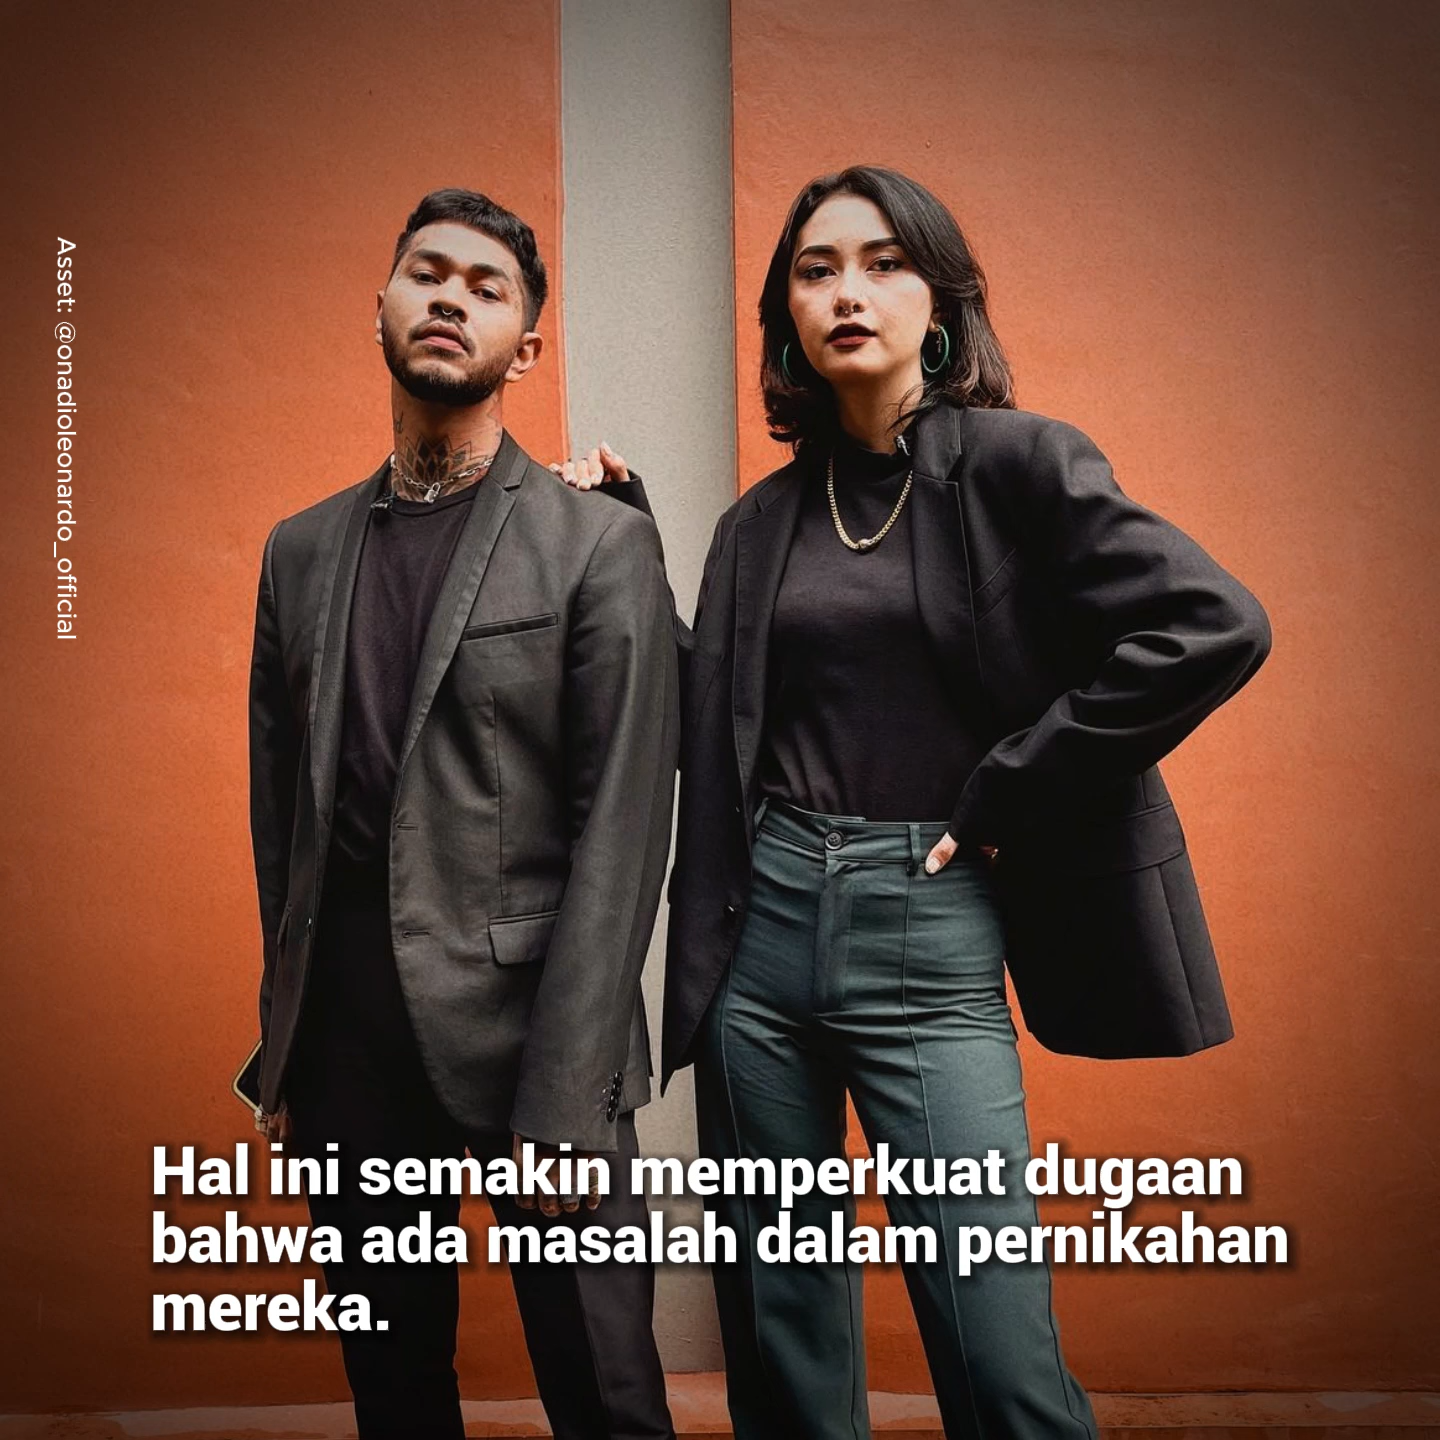 Asset: @onadioleonardo_official
Hal ini semakin memperkuat dugaan
bahwa ada masalah dalam pernikahan
mereka.